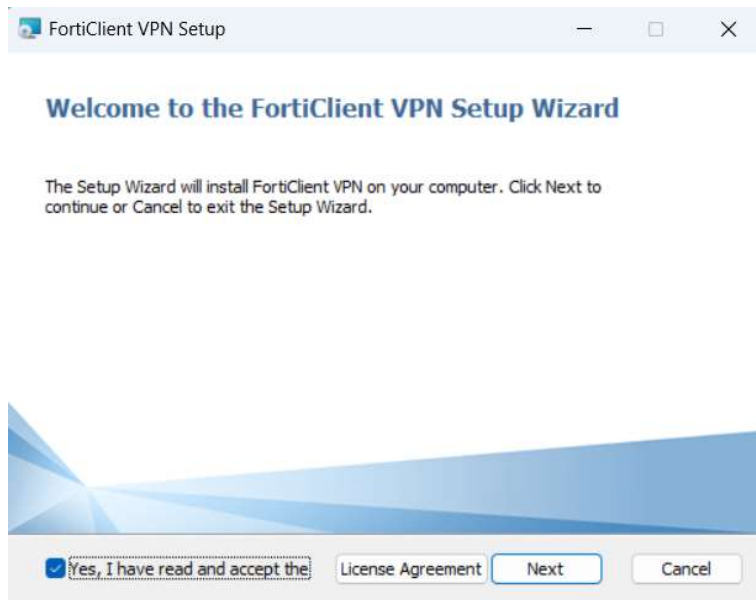 FortiClient VPN Setup
Welcome to the FortiClient VPN Setup Wizard
The Setup Wizard will install FortiClient VPN on your computer. Click Next to
continue or Cancel to exit the Setup Wizard.
Yes, I have read and accept the License Agreement Next Cancel